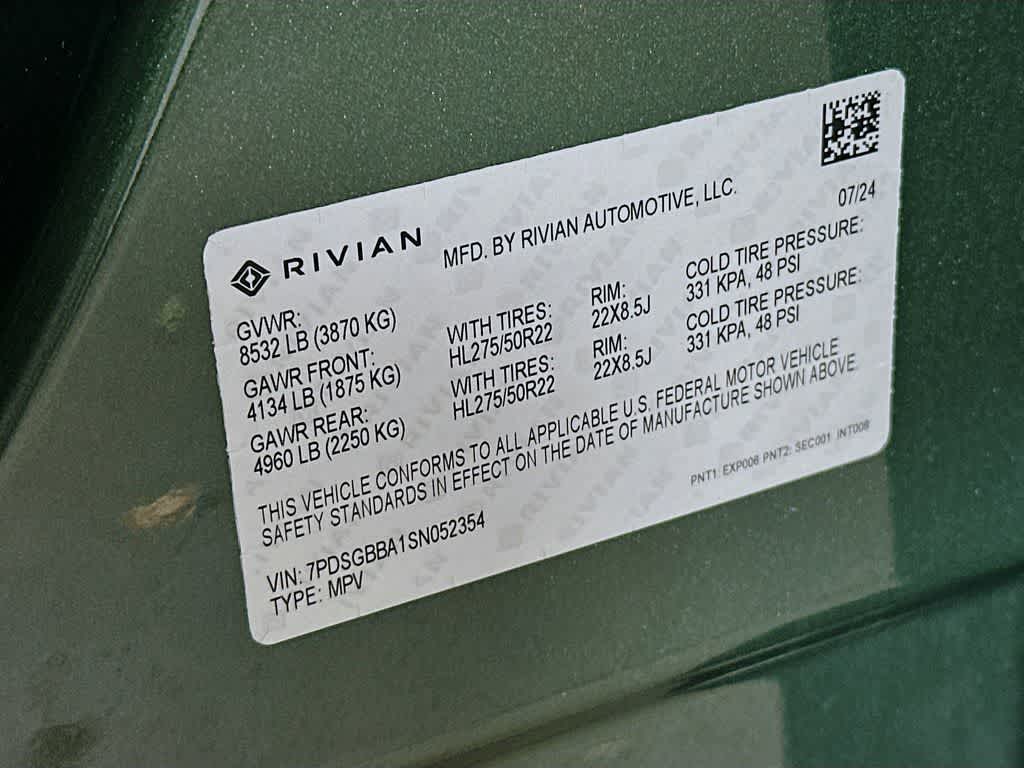 RIVIAN MFD. BY RIVIAN AUTOMOTIVE, LLC. 07/24
GVWR:
8532 LB (3870 KG) WITH TIRES: HL275/50R22 RIM: 22X8.5J COLD TIRE PRESSURE: 331 KPA, 48 PSI
GAWR FRONT:
4134 LB (1875 KG) WITH TIRES: HL275/50R22 RIM: 22X8.5J COLD TIRE PRESSURE: 331 KPA, 48 PSI
GAWR REAR:
4960 LB (2250 KG)
THIS VEHICLE CONFORMS TO ALL APPLICABLE U.S. FEDERAL MOTOR VEHICLE
SAFETY STANDARDS IN EFFECT ON THE DATE OF MANUFACTURE SHOWN ABOVE.
PNT1: EXP006 PNT2: SEC001 INT008
VIN: 7PDSGBBA1SN052354
TYPE: MPV